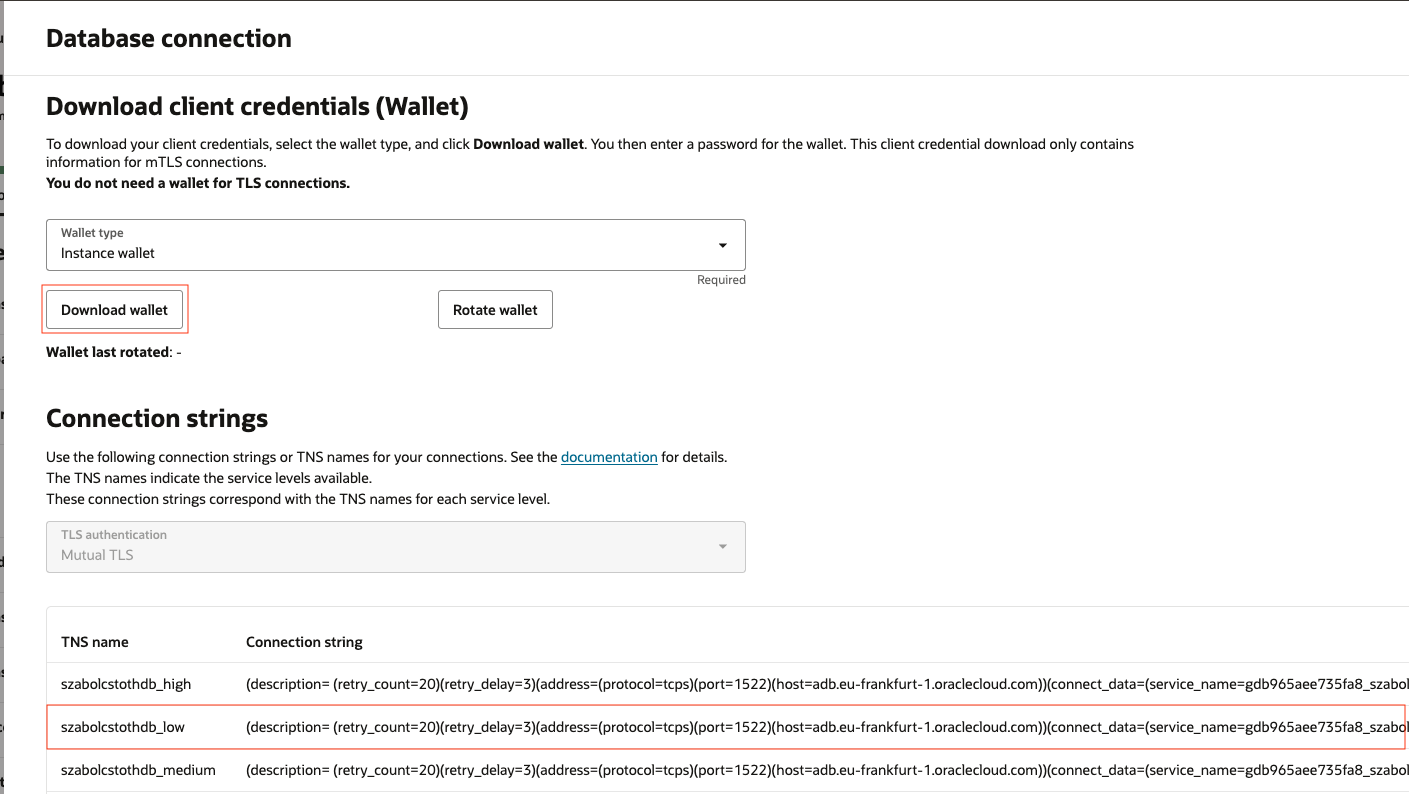 Database connection
Download client credentials (Wallet)
To download your client credentials, select the wallet type, and click Download wallet. You then enter a password for the wallet. This client credential download only contains
information for mTLS connections.
You do not need a wallet for TLS connections.
Wallet type
Instance wallet
Required
Download wallet
Rotate wallet
Wallet last rotated: -
Connection strings
Use the following connection strings or TNS names for your connections. See the documentation for details.
The TNS names indicate the service levels available.
These connection strings correspond with the TNS names for each service level.
TLS authentication
Mutual TLS
TNS name Connection string
szabolcstothdb_high (description= (retry_count=20)(retry_delay=3)(address=(protocol=tcps)(port=1522)(host=adb.eu-frankfurt-1.oraclecloud.com))(connect_data=(service_name=gdb965aee735fa8_szabol
szabolcstothdb_low (description= (retry_count=20)(retry_delay=3)(address=(protocol=tcps)(port=1522)(host=adb.eu-frankfurt-1.oraclecloud.com))(connect_data=(service_name=gdb965aee735fa8_szabol
szabolcstothdb_medium (description= (retry_count=20)(retry_delay=3)(address=(protocol=tcps)(port=1522)(host=adb.eu-frankfurt-1.oraclecloud.com))(connect_data=(service_name=gdb965aee735fa8_szabol